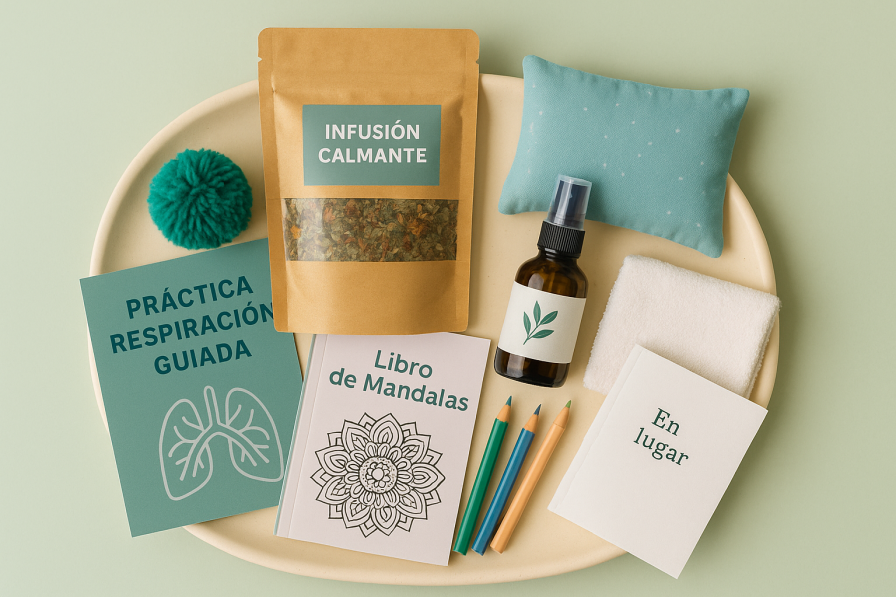 INFUSIÓN
CALMANTE
PRÁCTICA
RESPIRACIÓN
GUIADA
Libro
de Mandalas
En
lugar